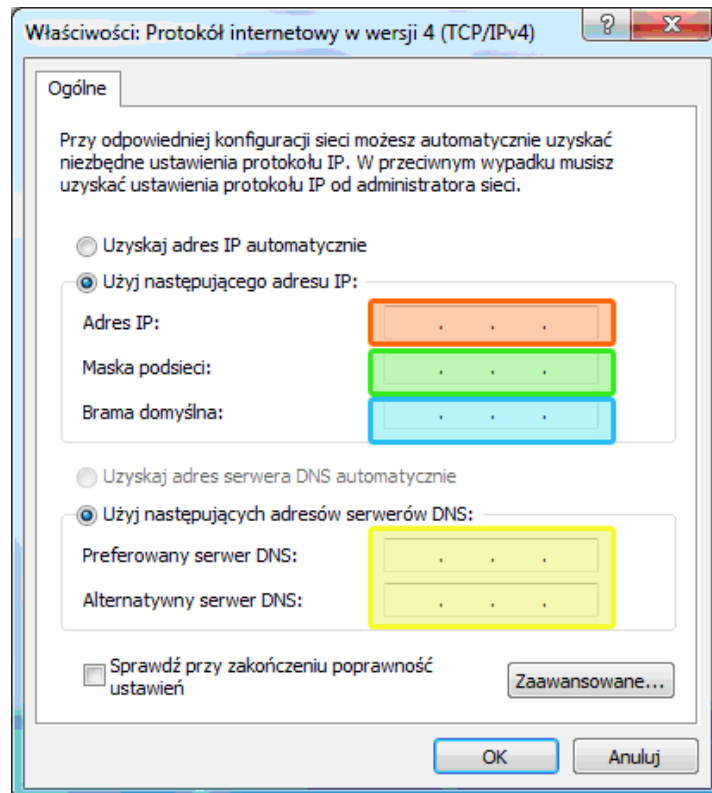 Właściwości: Protokół internetowy w wersji 4 (TCP/IPv4)
Ogólne
Przy odpowiedniej konfiguracji sieci możesz automatycznie uzyskać
niezbędne ustawienia protokołu IP. W przeciwnym wypadku musisz
uzyskać ustawienia protokołu IP od administratora sieci.
Uzyskaj adres IP automatycznie
Użyj następującego adresu IP:
Adres IP: . . .
Maska podsieci: . . .
Brama domyślna: . . .
Uzyskaj adres serwera DNS automatycznie
Użyj następujących adresów serwerów DNS:
Preferowany serwer DNS: . . .
Alternatywny serwer DNS: . . .
Sprawdź przy zakończeniu poprawność
ustawień
Zaawansowane...
OK Anuluj